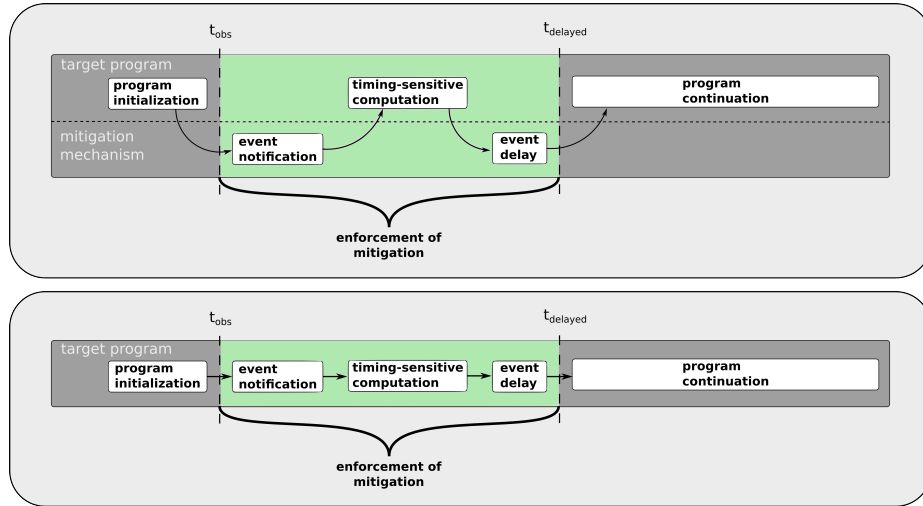 t_obs
t_delayed
target program
program
initialization
timing-sensitive
computation
program
continuation
mitigation
mechanism
event
notification
event
delay
enforcement of
mitigation
t_obs
t_delayed
target program
program
initialization
event
notification
timing-sensitive
computation
event
delay
program
continuation
enforcement of
mitigation